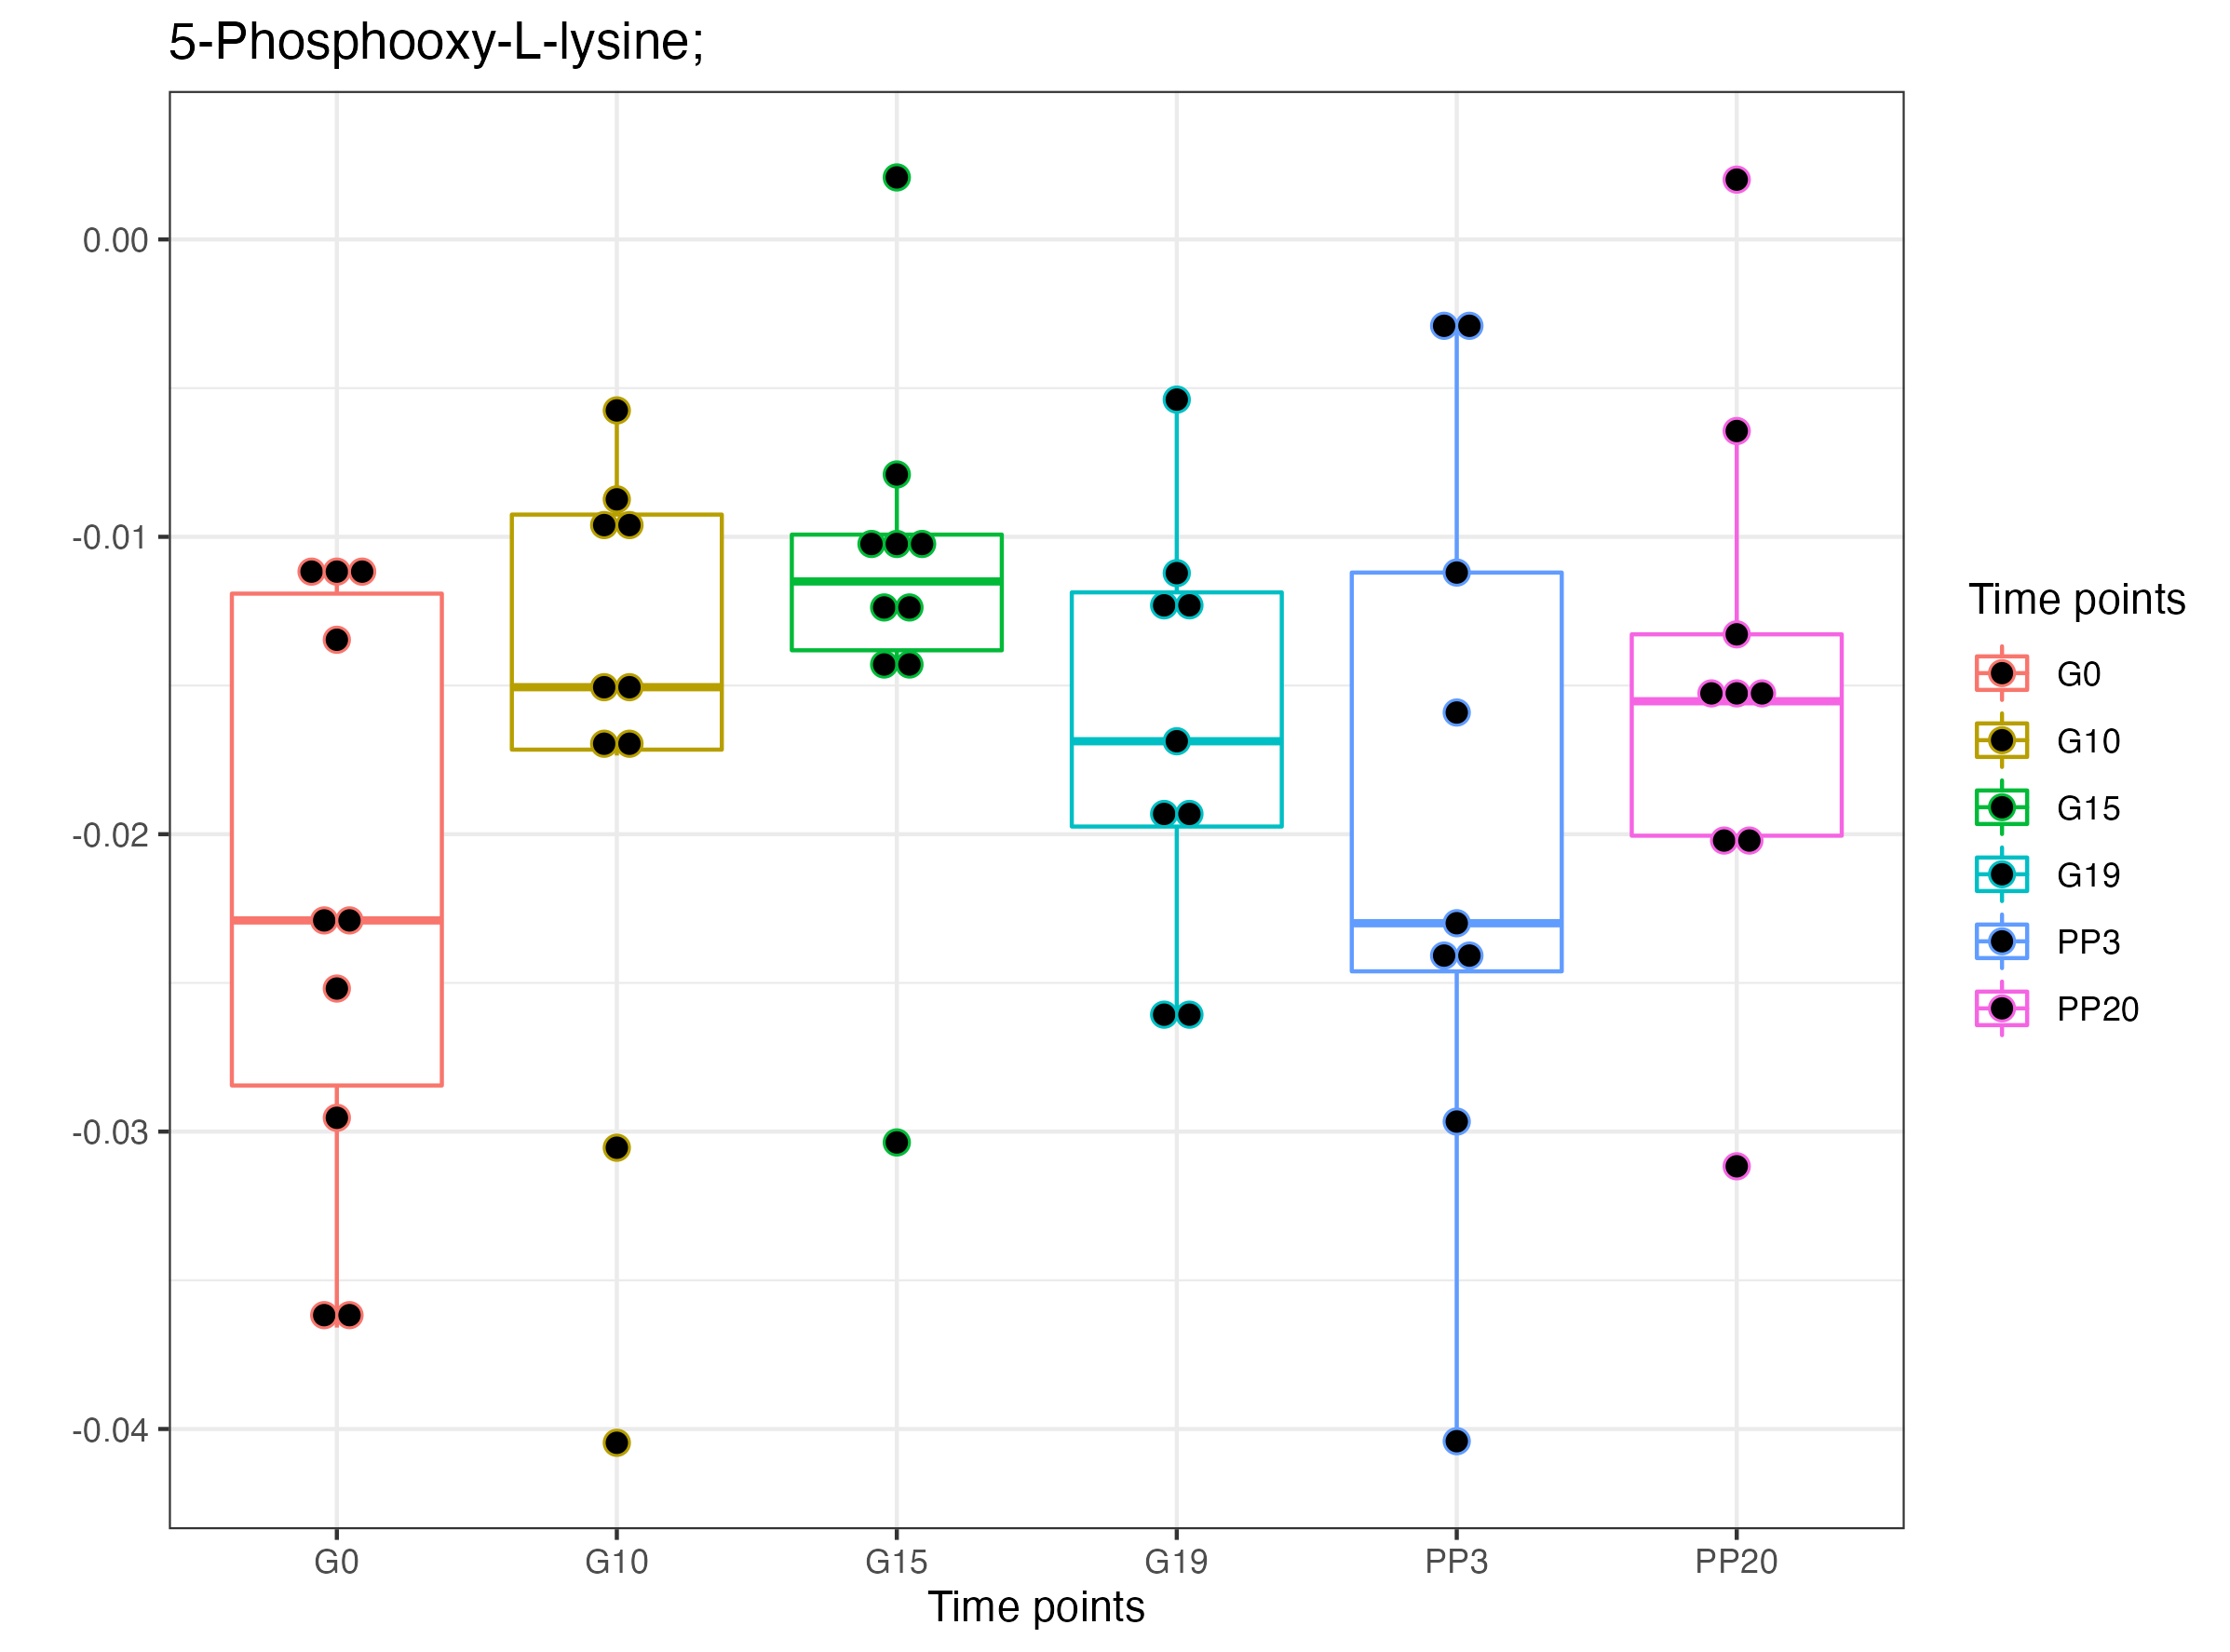 5-Phosphooxy-L-lysine;
0.00
-0.01
-0.02
-0.03
-0.04
G0 G10 G15 G19 PP3 PP20
Time points
Time points
G0
G10
G15
G19
PP3
PP20